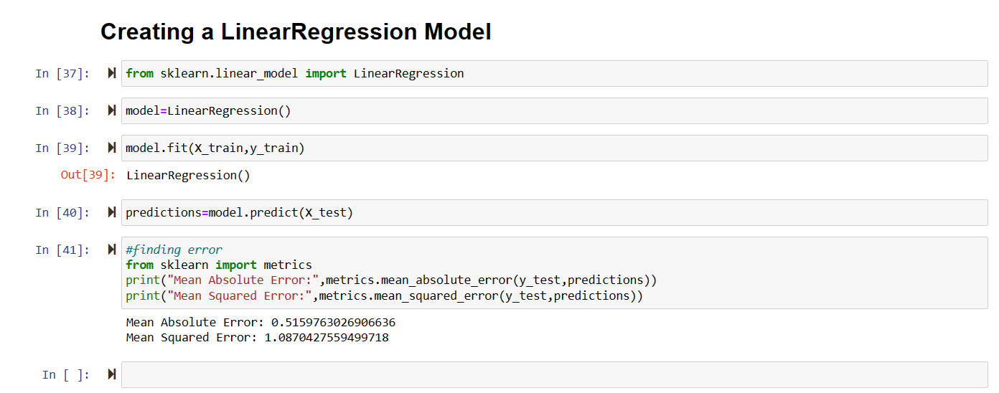 Creating a LinearRegression Model
In [37]: from sklearn.linear_model import LinearRegression
In [38]: model=LinearRegression()
In [39]: model.fit(X_train,y_train)
Out[39]: LinearRegression()
In [40]: predictions=model.predict(X_test)
In [41]: #finding error
from sklearn import metrics
print("Mean Absolute Error:",metrics.mean_absolute_error(y_test,predictions))
print("Mean Squared Error:",metrics.mean_squared_error(y_test,predictions))
Mean Absolute Error: 0.5159763026906636
Mean Squared Error: 1.0870427559499718
In [ ]: